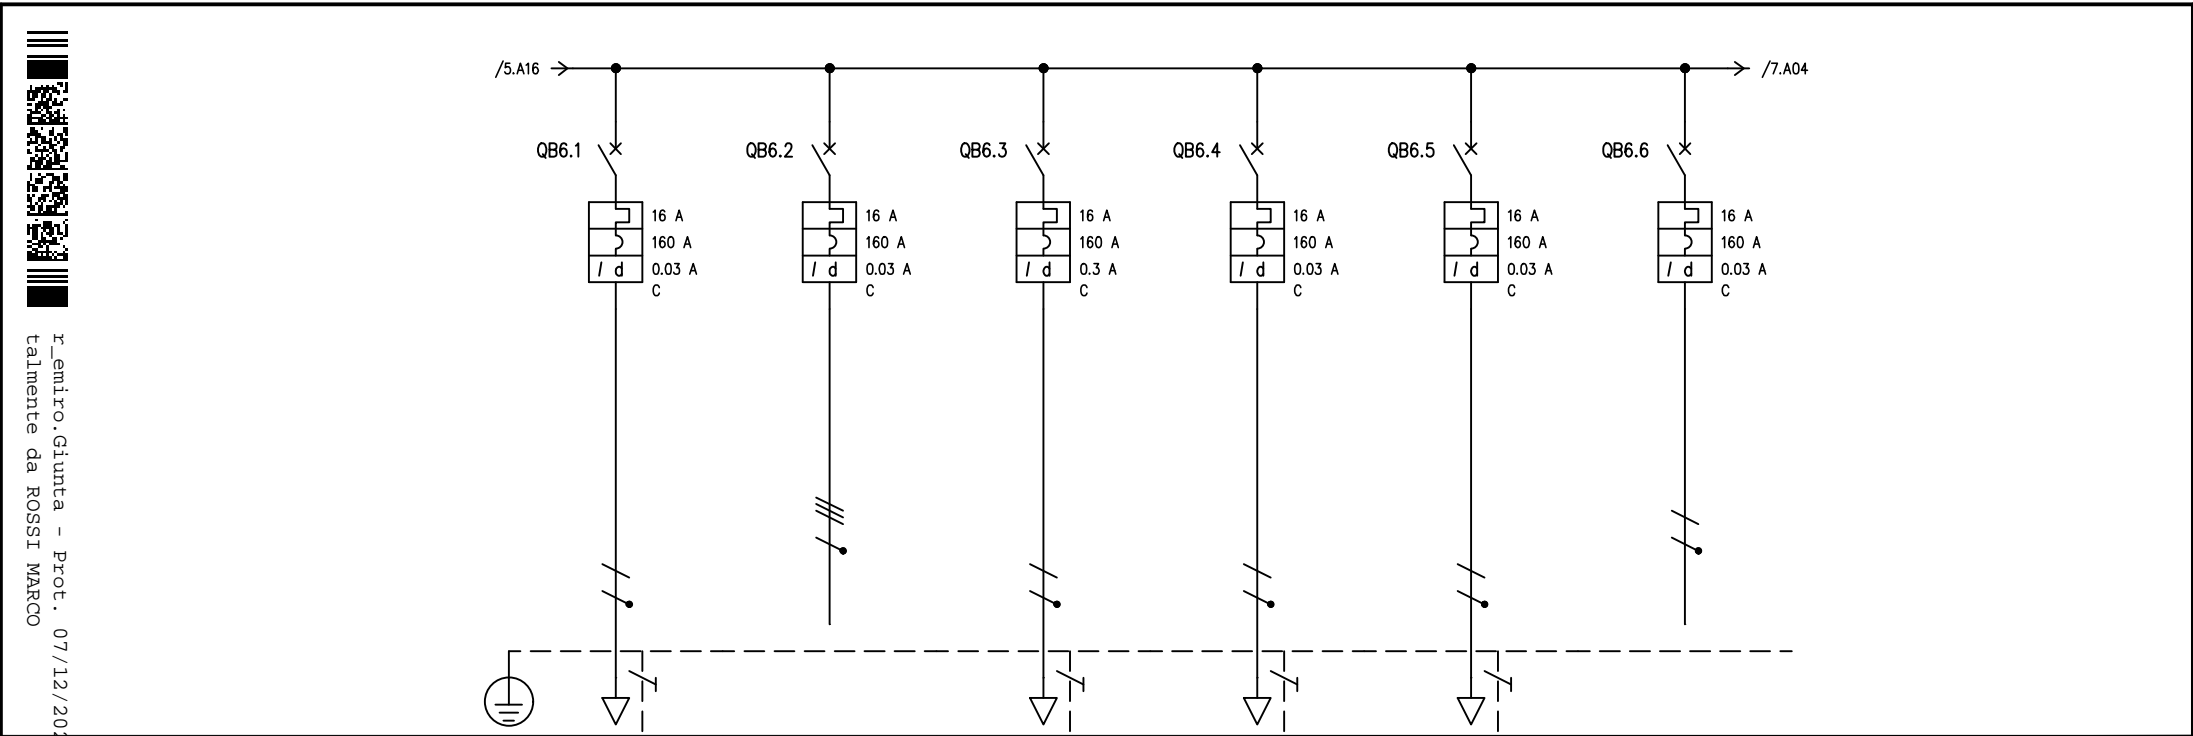 /5.A16
/7.A04
QB6.1
QB6.2
QB6.3
QB6.4
QB6.5
QB6.6
16 A
160 A
I d 0.03 A
C
16 A
160 A
I d 0.03 A
C
16 A
160 A
I d 0.3 A
C
16 A
160 A
I d 0.03 A
C
16 A
160 A
I d 0.03 A
C
16 A
160 A
I d 0.03 A
C
r_emiro.Giunta - Prot. 07/12/202
talmente da ROSSI MARCO